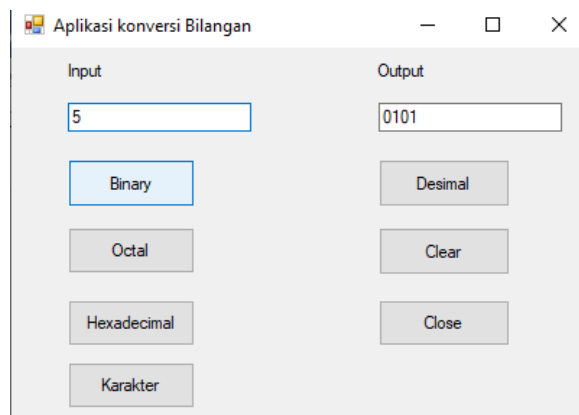 Aplikasi konversi Bilangan
Input Output
5 0101
Binary Desimal
Octal Clear
Hexadecimal Close
Karakter